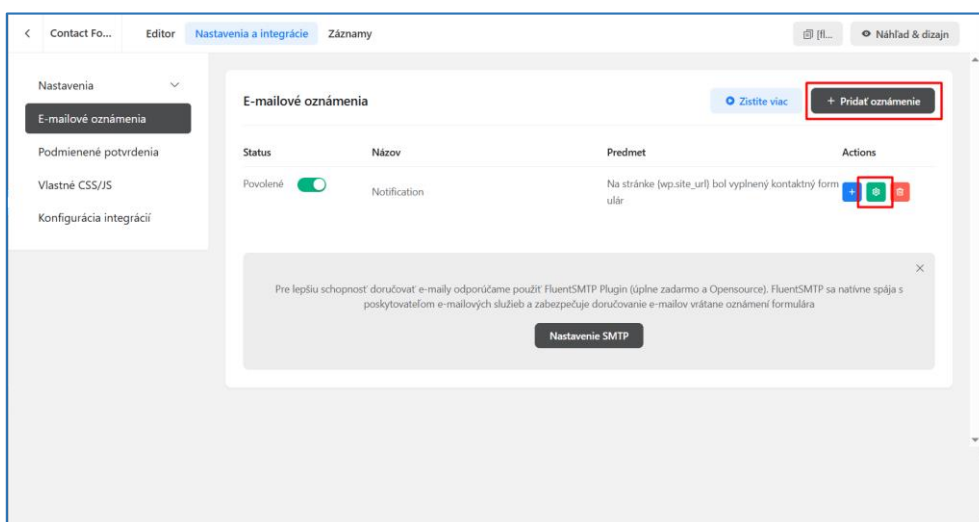 Contact Fo... Editor Nastavenia a integrácie Záznamy [fl... Náhľad & dizajn
Nastavenia
E-mailové oznámenia
Podmienené potvrdenia
Vlastné CSS/JS
Konfigurácia integrácií
E-mailové oznámenia Zistite viac + Pridať oznámenie
Status Názov Predmet Actions
Povolené Notification Na stránke {wp.site_url} bol vyplnený kontaktný form
ulár
Pre lepšiu schopnosť doručovať e-maily odporúčame použiť FluentSMTP Plugin (úplne zadarmo a Opensource). FluentSMTP sa natívne spája s
poskytovateľom e-mailových služieb a zabezpečuje doručovanie e-mailov vrátane oznámení formulára
Nastavenie SMTP